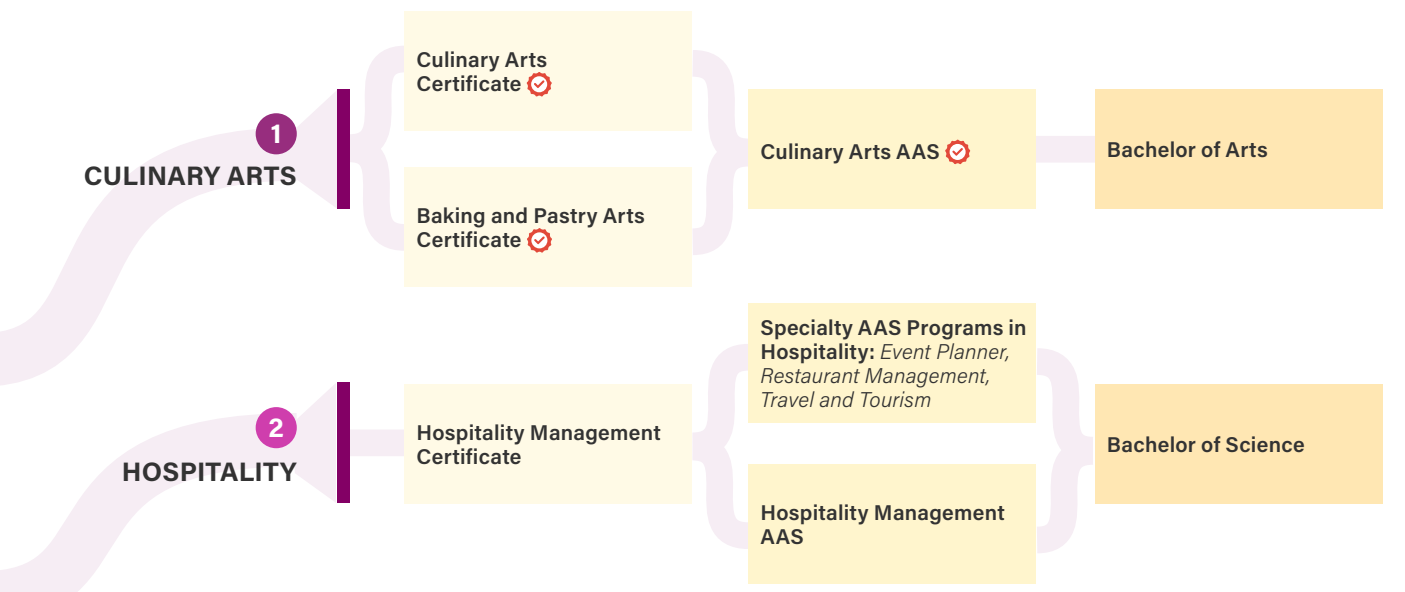 1
CULINARY ARTS
Culinary Arts
Certificate
Baking and Pastry Arts
Certificate
Culinary Arts AAS
Bachelor of Arts
2
HOSPITALITY
Hospitality Management
Certificate
Specialty AAS Programs in
Hospitality: Event Planner,
Restaurant Management,
Travel and Tourism
Hospitality Management
AAS
Bachelor of Science